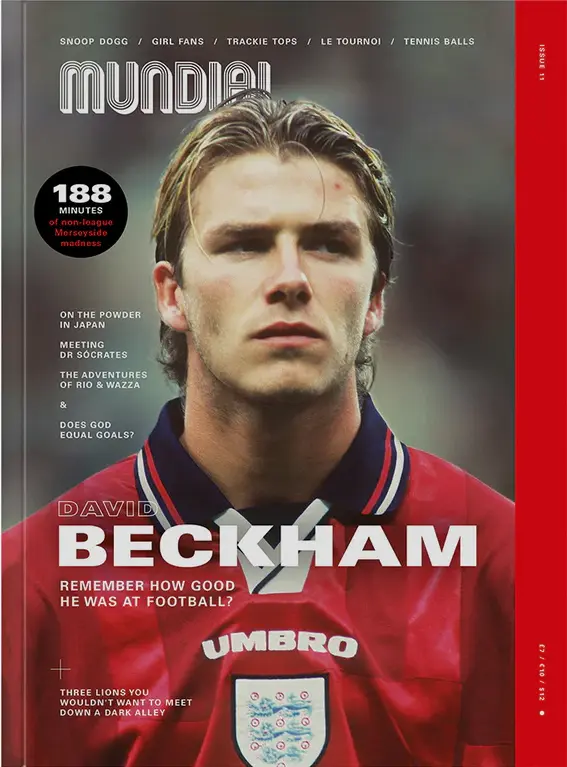 SNOOP DOGG / GIRL FANS / TRACKIE TOPS / LE TOURNOI / TENNIS BALLS
MUNDIAL
ISSUE 11
188
MINUTES
of non-league
Merseyside
madness
ON THE POWDER
IN JAPAN
MEETING
DR SÓCRATES
THE ADVENTURES
OF RIO & WAZZA
&
DOES GOD
EQUAL GOALS?
DAVID
BECKHAM
REMEMBER HOW GOOD
HE WAS AT FOOTBALL?
UMBRO
THREE LIONS YOU
WOULDN'T WANT TO MEET
DOWN A DARK ALLEY
£7 / €10 / $12